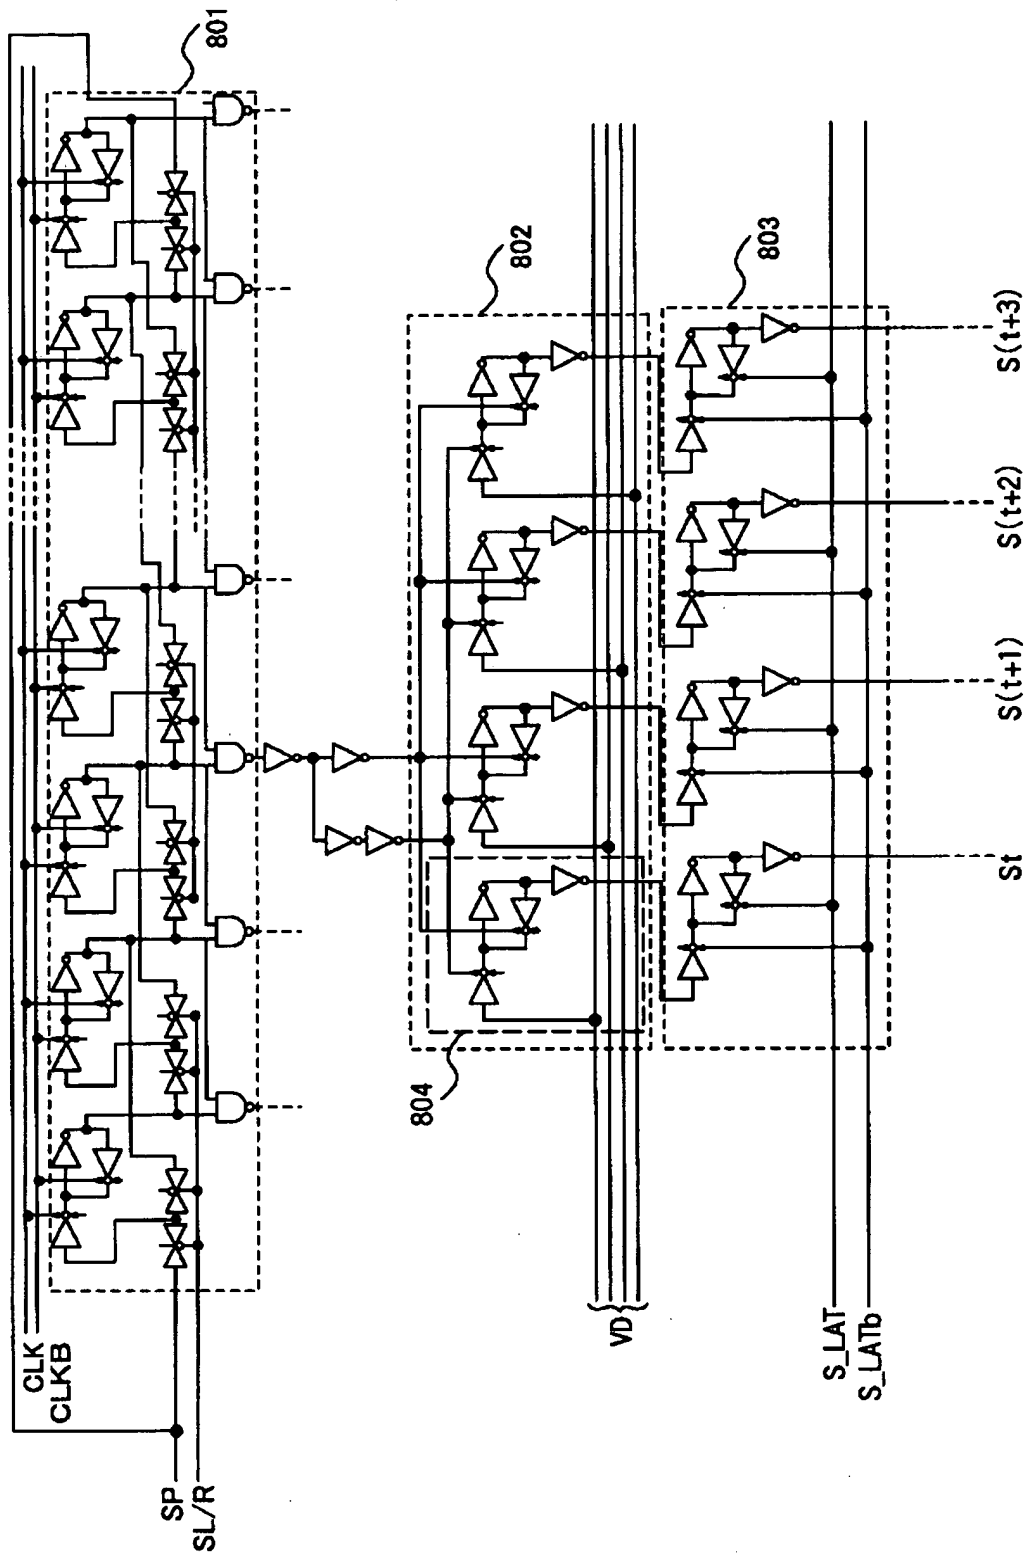 CLK
CLKB
SP
SL/R
801
802
803
804
VD
S_LAT
S_LATb
St
S(t+1)
S(t+2)
S(t+3)